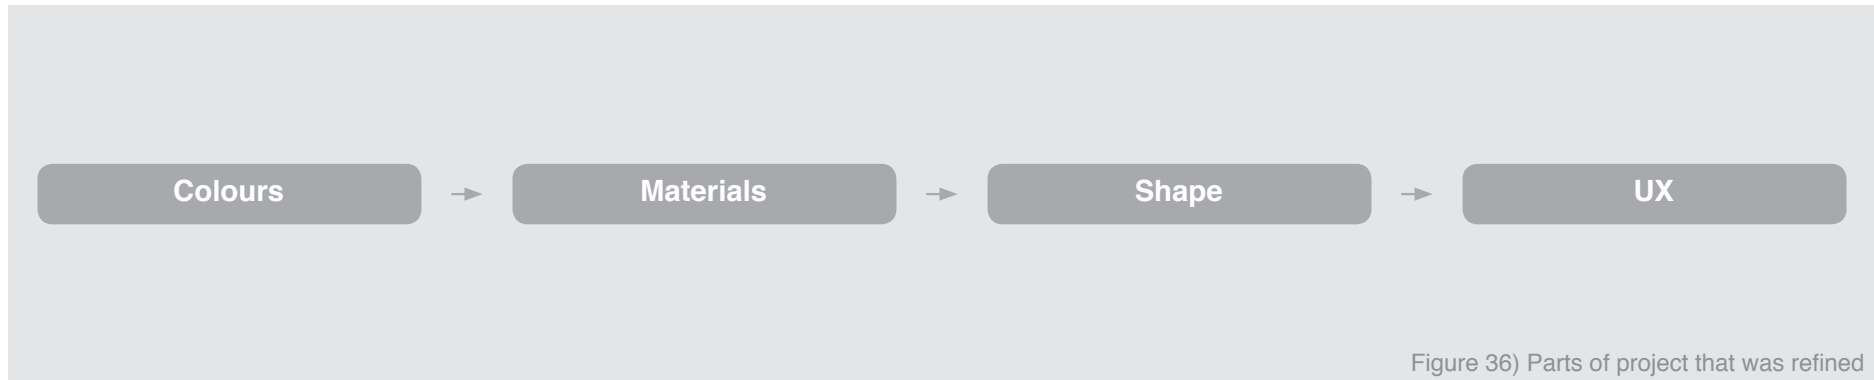 Colours
Materials
Shape
UX
Figure 36) Parts of project that was refined